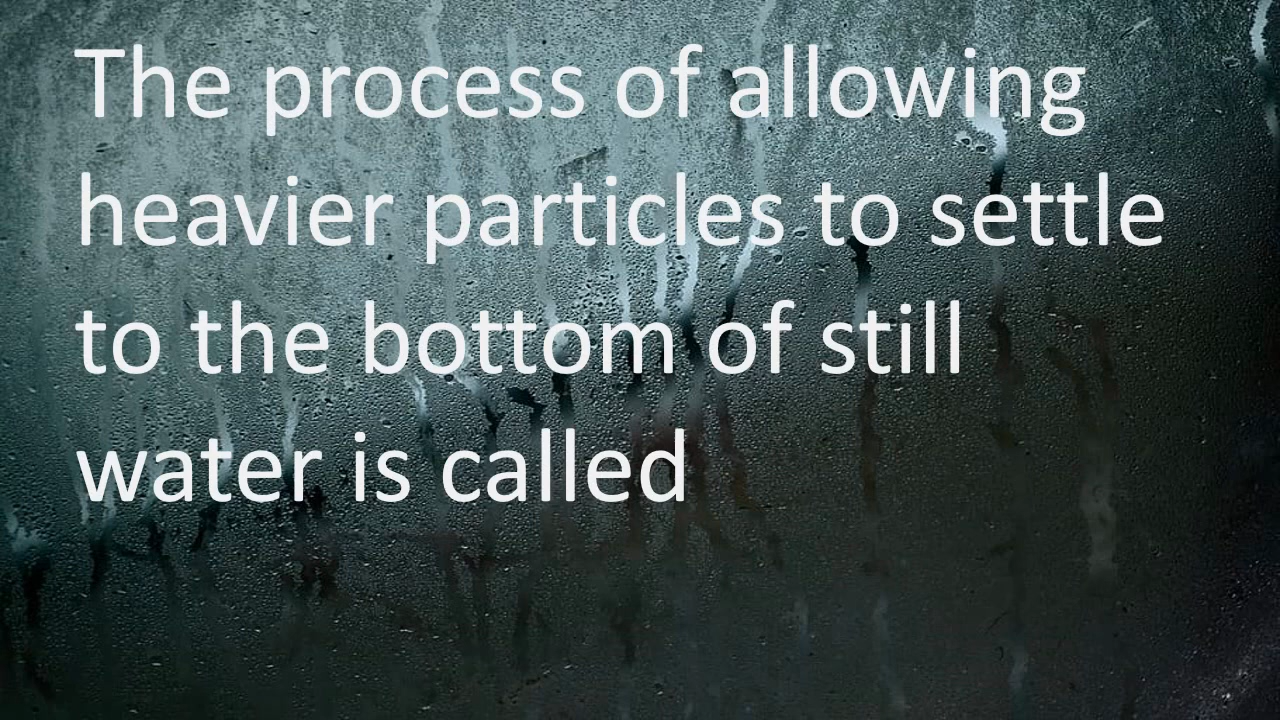 The process of allowing
heavier particles to settle
to the bottom of still
water is called